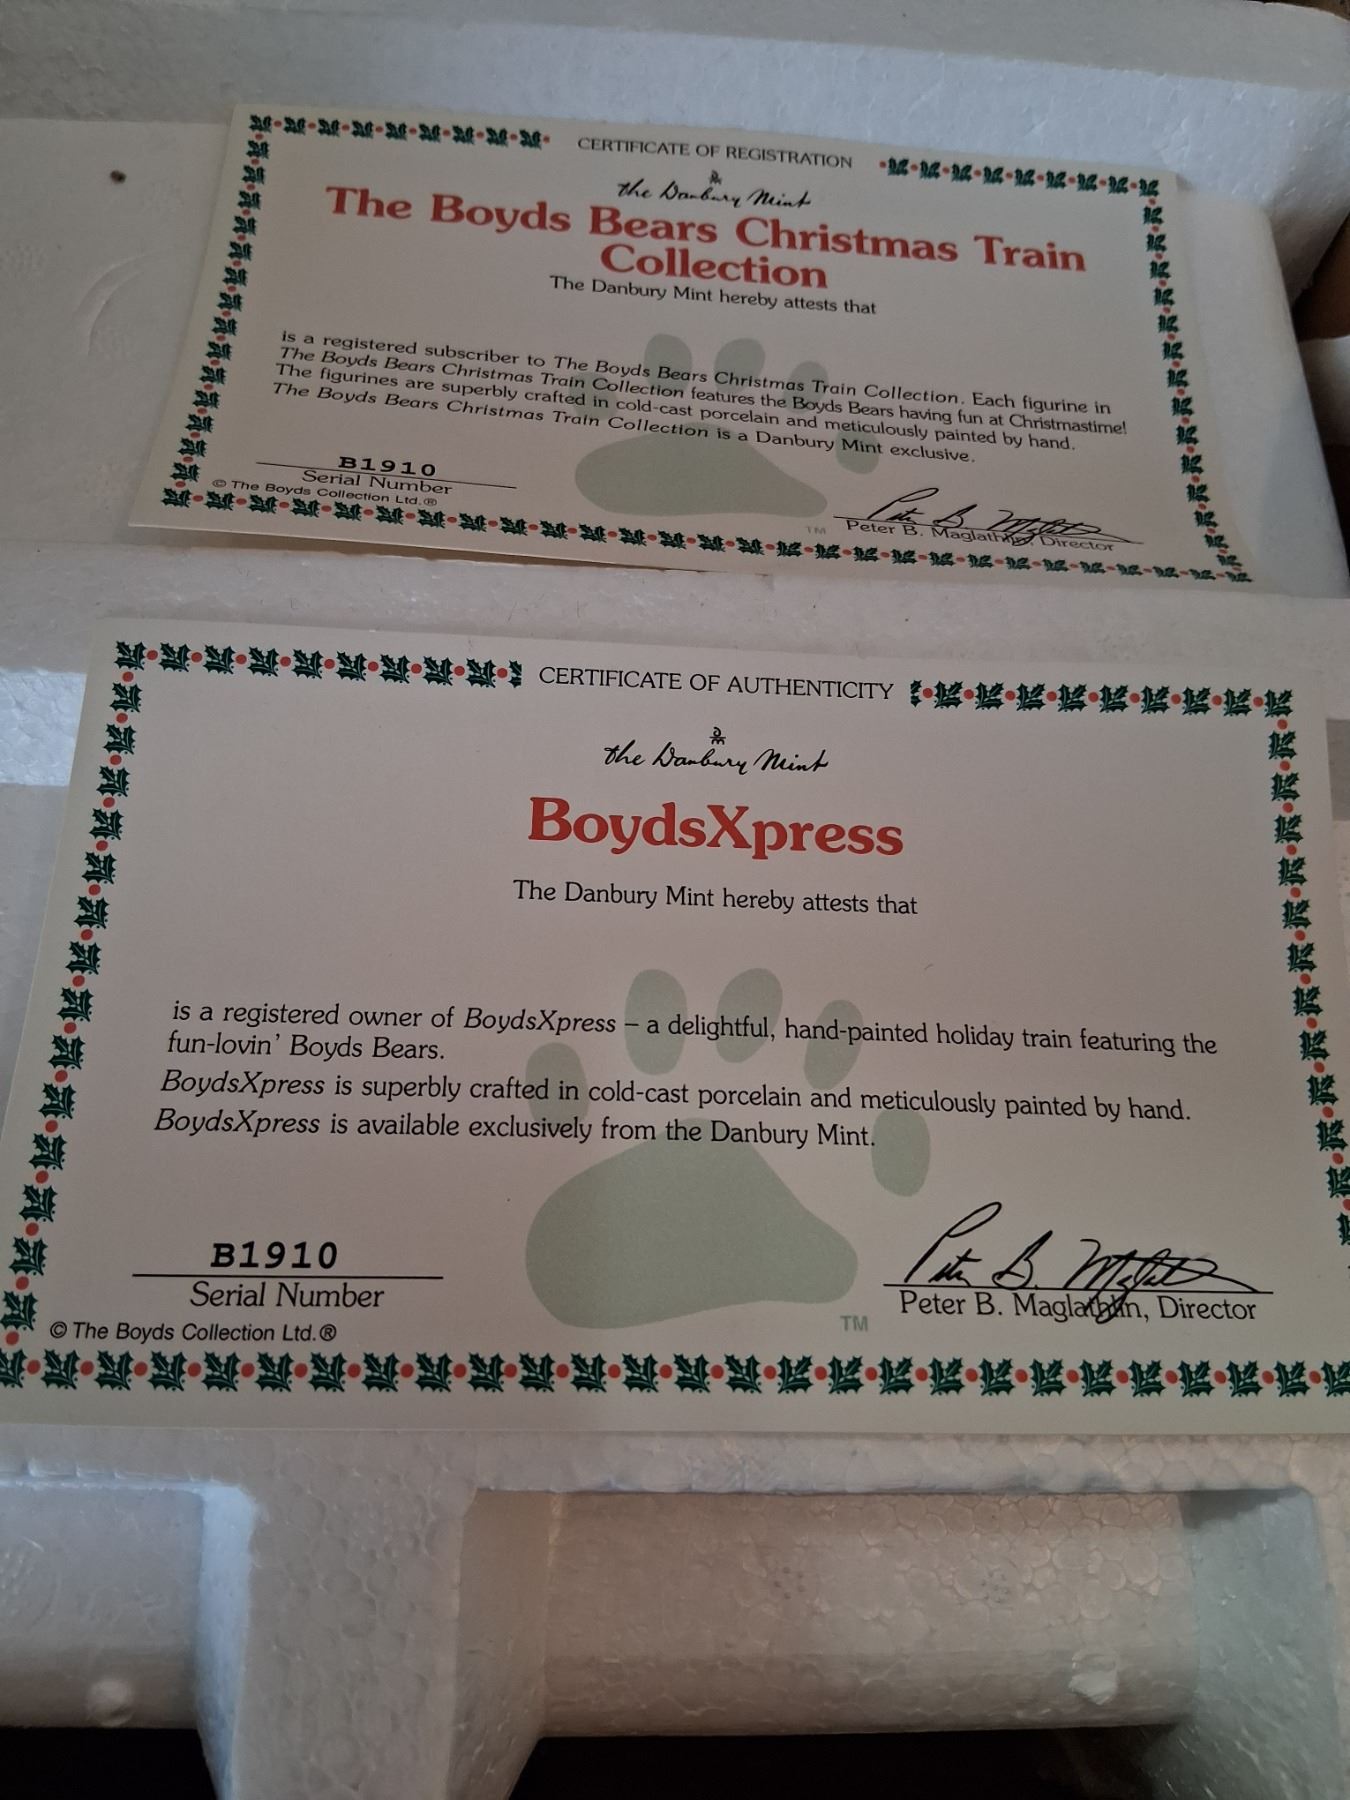 CERTIFICATE OF REGISTRATION
the Danbury Mint
The Boyds Bears Christmas Train
Collection
The Danbury Mint hereby attests that
is a registered subscriber to The Boyds Bears Christmas Train Collection. Each figurine in
The Boyds Bears Christmas Train Collection features the Boyds Bears having fun at Christmastime!
The figurines are superbly crafted in cold-cast porcelain and meticulously painted by hand.
The Boyds Bears Christmas Train Collection is a Danbury Mint exclusive.
B1910
Serial Number
© The Boyds Collection Ltd.®
TM
Peter B. Maglathlin
Peter B. Maglathlin, Director
CERTIFICATE OF AUTHENTICITY
the Danbury Mint
BoydsXpress
The Danbury Mint hereby attests that
is a registered owner of BoydsXpress – a delightful, hand-painted holiday train featuring the
fun-lovin' Boyds Bears.
BoydsXpress is superbly crafted in cold-cast porcelain and meticulously painted by hand.
BoydsXpress is available exclusively from the Danbury Mint.
B1910
Serial Number
© The Boyds Collection Ltd.®
TM
Peter B. Maglathlin
Peter B. Maglathlin, Director